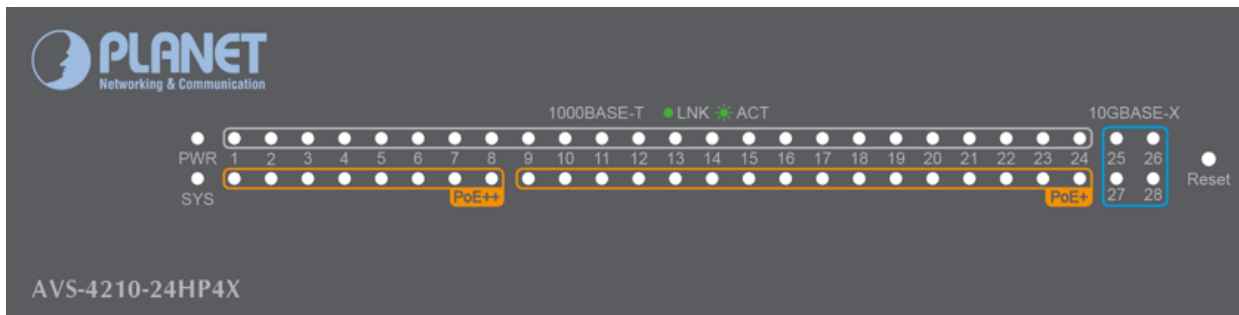 PLANET
Networking & Communication
1000BASE-T LNK ACT
10GBASE-X
PWR 1 2 3 4 5 6 7 8 9 10 11 12 13 14 15 16 17 18 19 20 21 22 23 24 25 26
Reset
SYS PoE++ PoE+ 27 28
AVS-4210-24HP4X